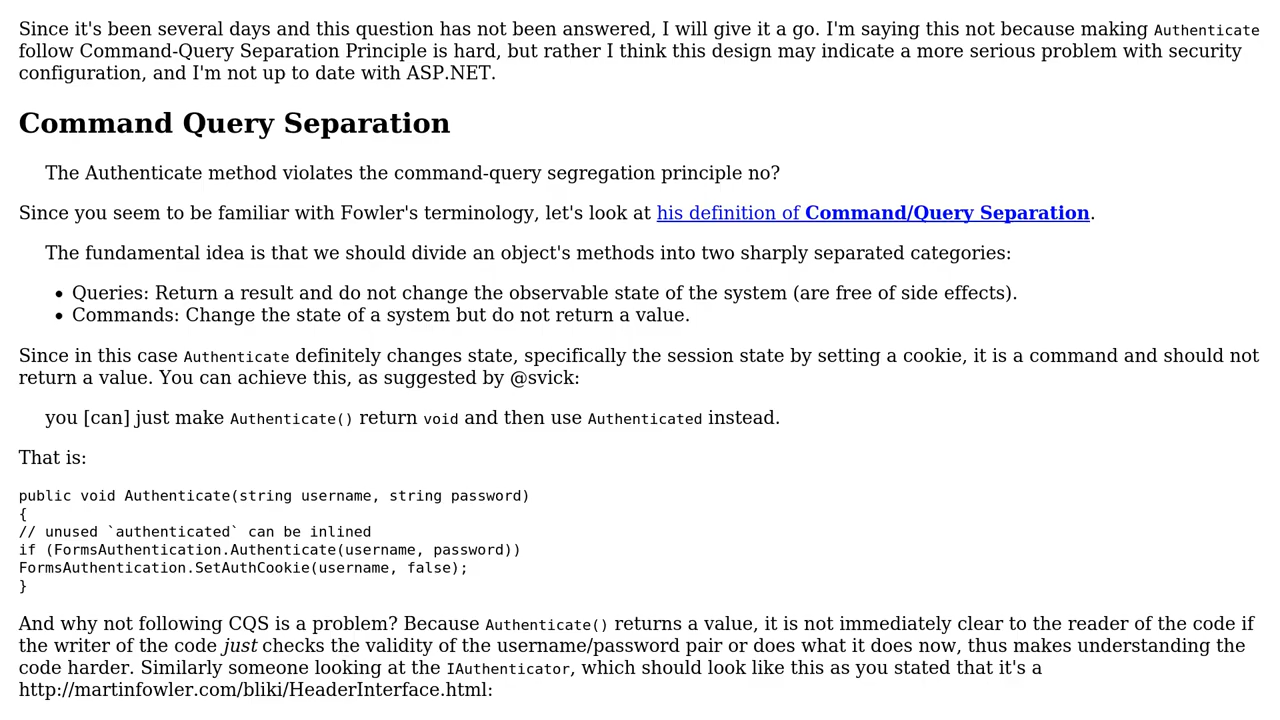 Since it's been several days and this question has not been answered, I will give it a go. I'm saying this not because making Authenticate
follow Command-Query Separation Principle is hard, but rather I think this design may indicate a more serious problem with security
configuration, and I'm not up to date with ASP.NET.
Command Query Separation
The Authenticate method violates the command-query segregation principle no?
Since you seem to be familiar with Fowler's terminology, let's look at his definition of Command/Query Separation.
The fundamental idea is that we should divide an object's methods into two sharply separated categories:
• Queries: Return a result and do not change the observable state of the system (are free of side effects).
• Commands: Change the state of a system but do not return a value.
Since in this case Authenticate definitely changes state, specifically the session state by setting a cookie, it is a command and should not
return a value. You can achieve this, as suggested by @svick:
you [can] just make Authenticate() return void and then use Authenticated instead.
That is:
public void Authenticate(string username, string password)
{
// unused `authenticated` can be inlined
if (FormsAuthentication.Authenticate(username, password))
FormsAuthentication.SetAuthCookie(username, false);
}
And why not following CQS is a problem? Because Authenticate() returns a value, it is not immediately clear to the reader of the code if
the writer of the code just checks the validity of the username/password pair or does what it does now, thus makes understanding the
code harder. Similarly someone looking at the IAuthenticator, which should look like this as you stated that it's a
http://martinfowler.com/bliki/HeaderInterface.html: